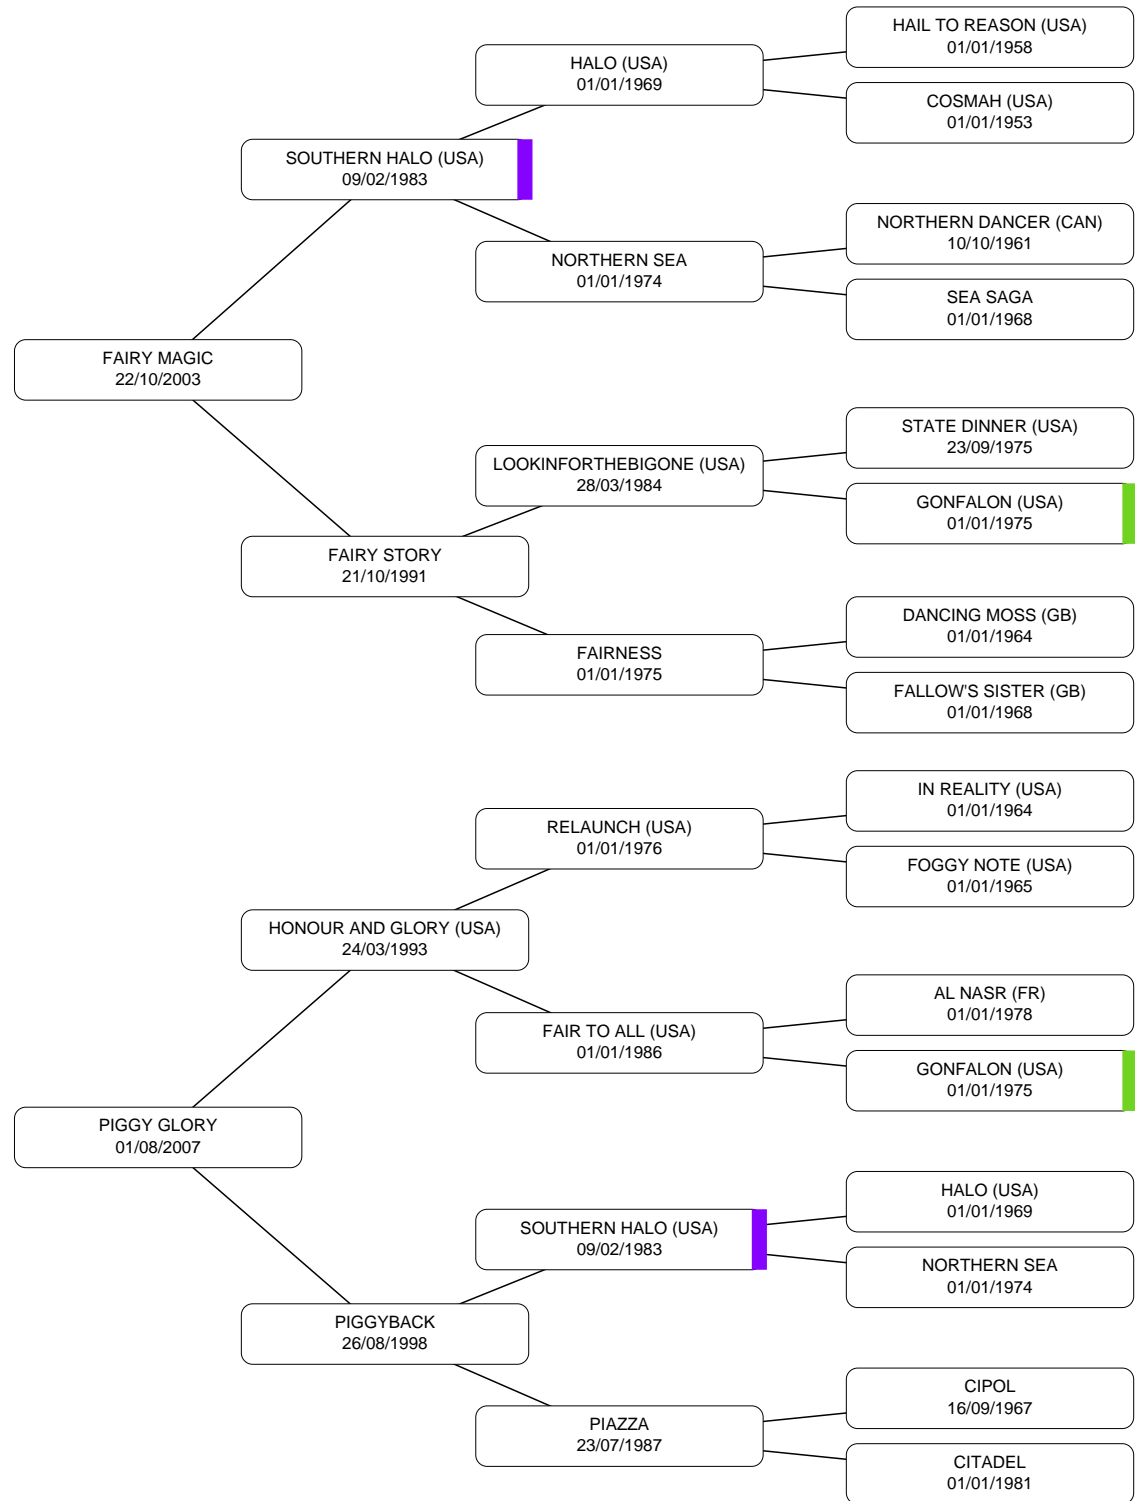 HAIL TO REASON (USA)
01/01/1958
HALO (USA)
01/01/1969
COSMAH (USA)
01/01/1953
SOUTHERN HALO (USA)
09/02/1983
NORTHERN DANCER (CAN)
10/10/1961
NORTHERN SEA
01/01/1974
SEA SAGA
01/01/1968
FAIRY MAGIC
22/10/2003
STATE DINNER (USA)
23/09/1975
LOOKINFORTHEBIGONE (USA)
28/03/1984
GONFALON (USA)
01/01/1975
FAIRY STORY
21/10/1991
DANCING MOSS (GB)
01/01/1964
FAIRNESS
01/01/1975
FALLOW'S SISTER (GB)
01/01/1968
IN REALITY (USA)
01/01/1964
RELAUNCH (USA)
01/01/1976
FOGGY NOTE (USA)
01/01/1965
HONOUR AND GLORY (USA)
24/03/1993
AL NASR (FR)
01/01/1978
FAIR TO ALL (USA)
01/01/1986
GONFALON (USA)
01/01/1975
PIGGY GLORY
01/08/2007
HALO (USA)
01/01/1969
SOUTHERN HALO (USA)
09/02/1983
NORTHERN SEA
01/01/1974
PIGGYBACK
26/08/1998
CIPOL
16/09/1967
PIAZZA
23/07/1987
CITADEL
01/01/1981